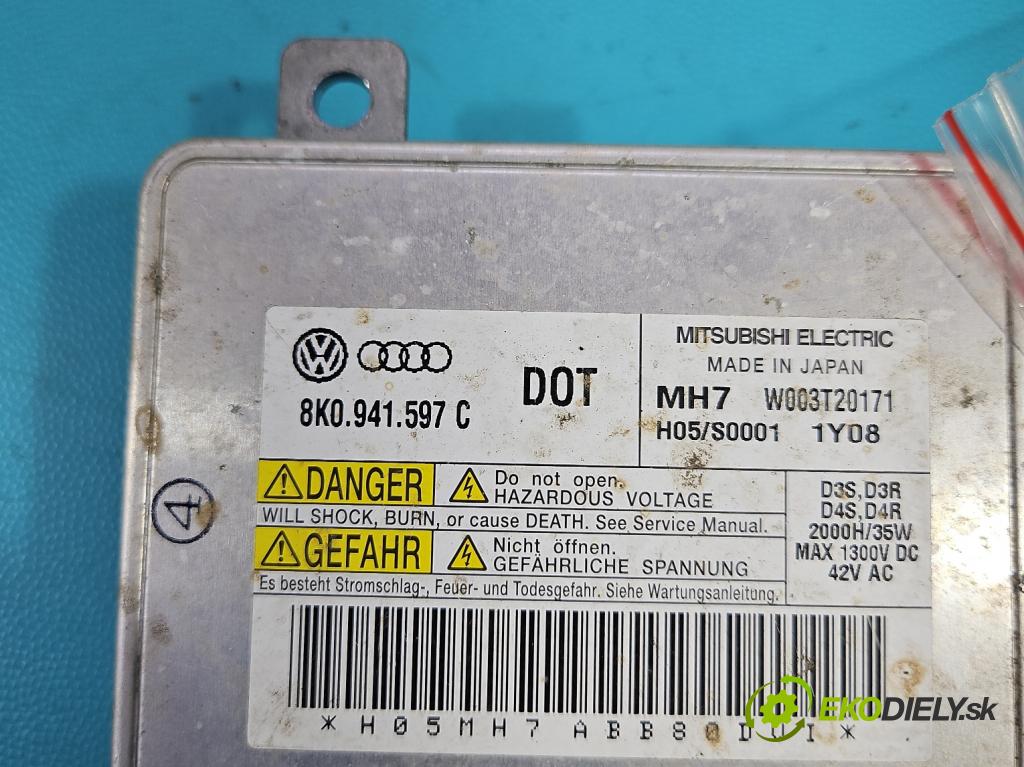 VW
8K0.941.597 C
DOT
MITSUBISHI ELECTRIC
MADE IN JAPAN
MH7 W003T20171
H05/S0001 1Y08
4
DANGER
Do not open.
HAZARDOUS VOLTAGE
WILL SHOCK, BURN, or cause DEATH. See Service Manual.
GEFAHR
Nicht öffnen.
GEFÄHRLICHE SPANNUNG
Es besteht Stromschlag-, Feuer- und Todesgefahr. Siehe Wartungsanleitung.
D3S,D3R
D4S,D4R
2000H/35W
MAX 1300V DC
42V AC
EKODIELY.sk